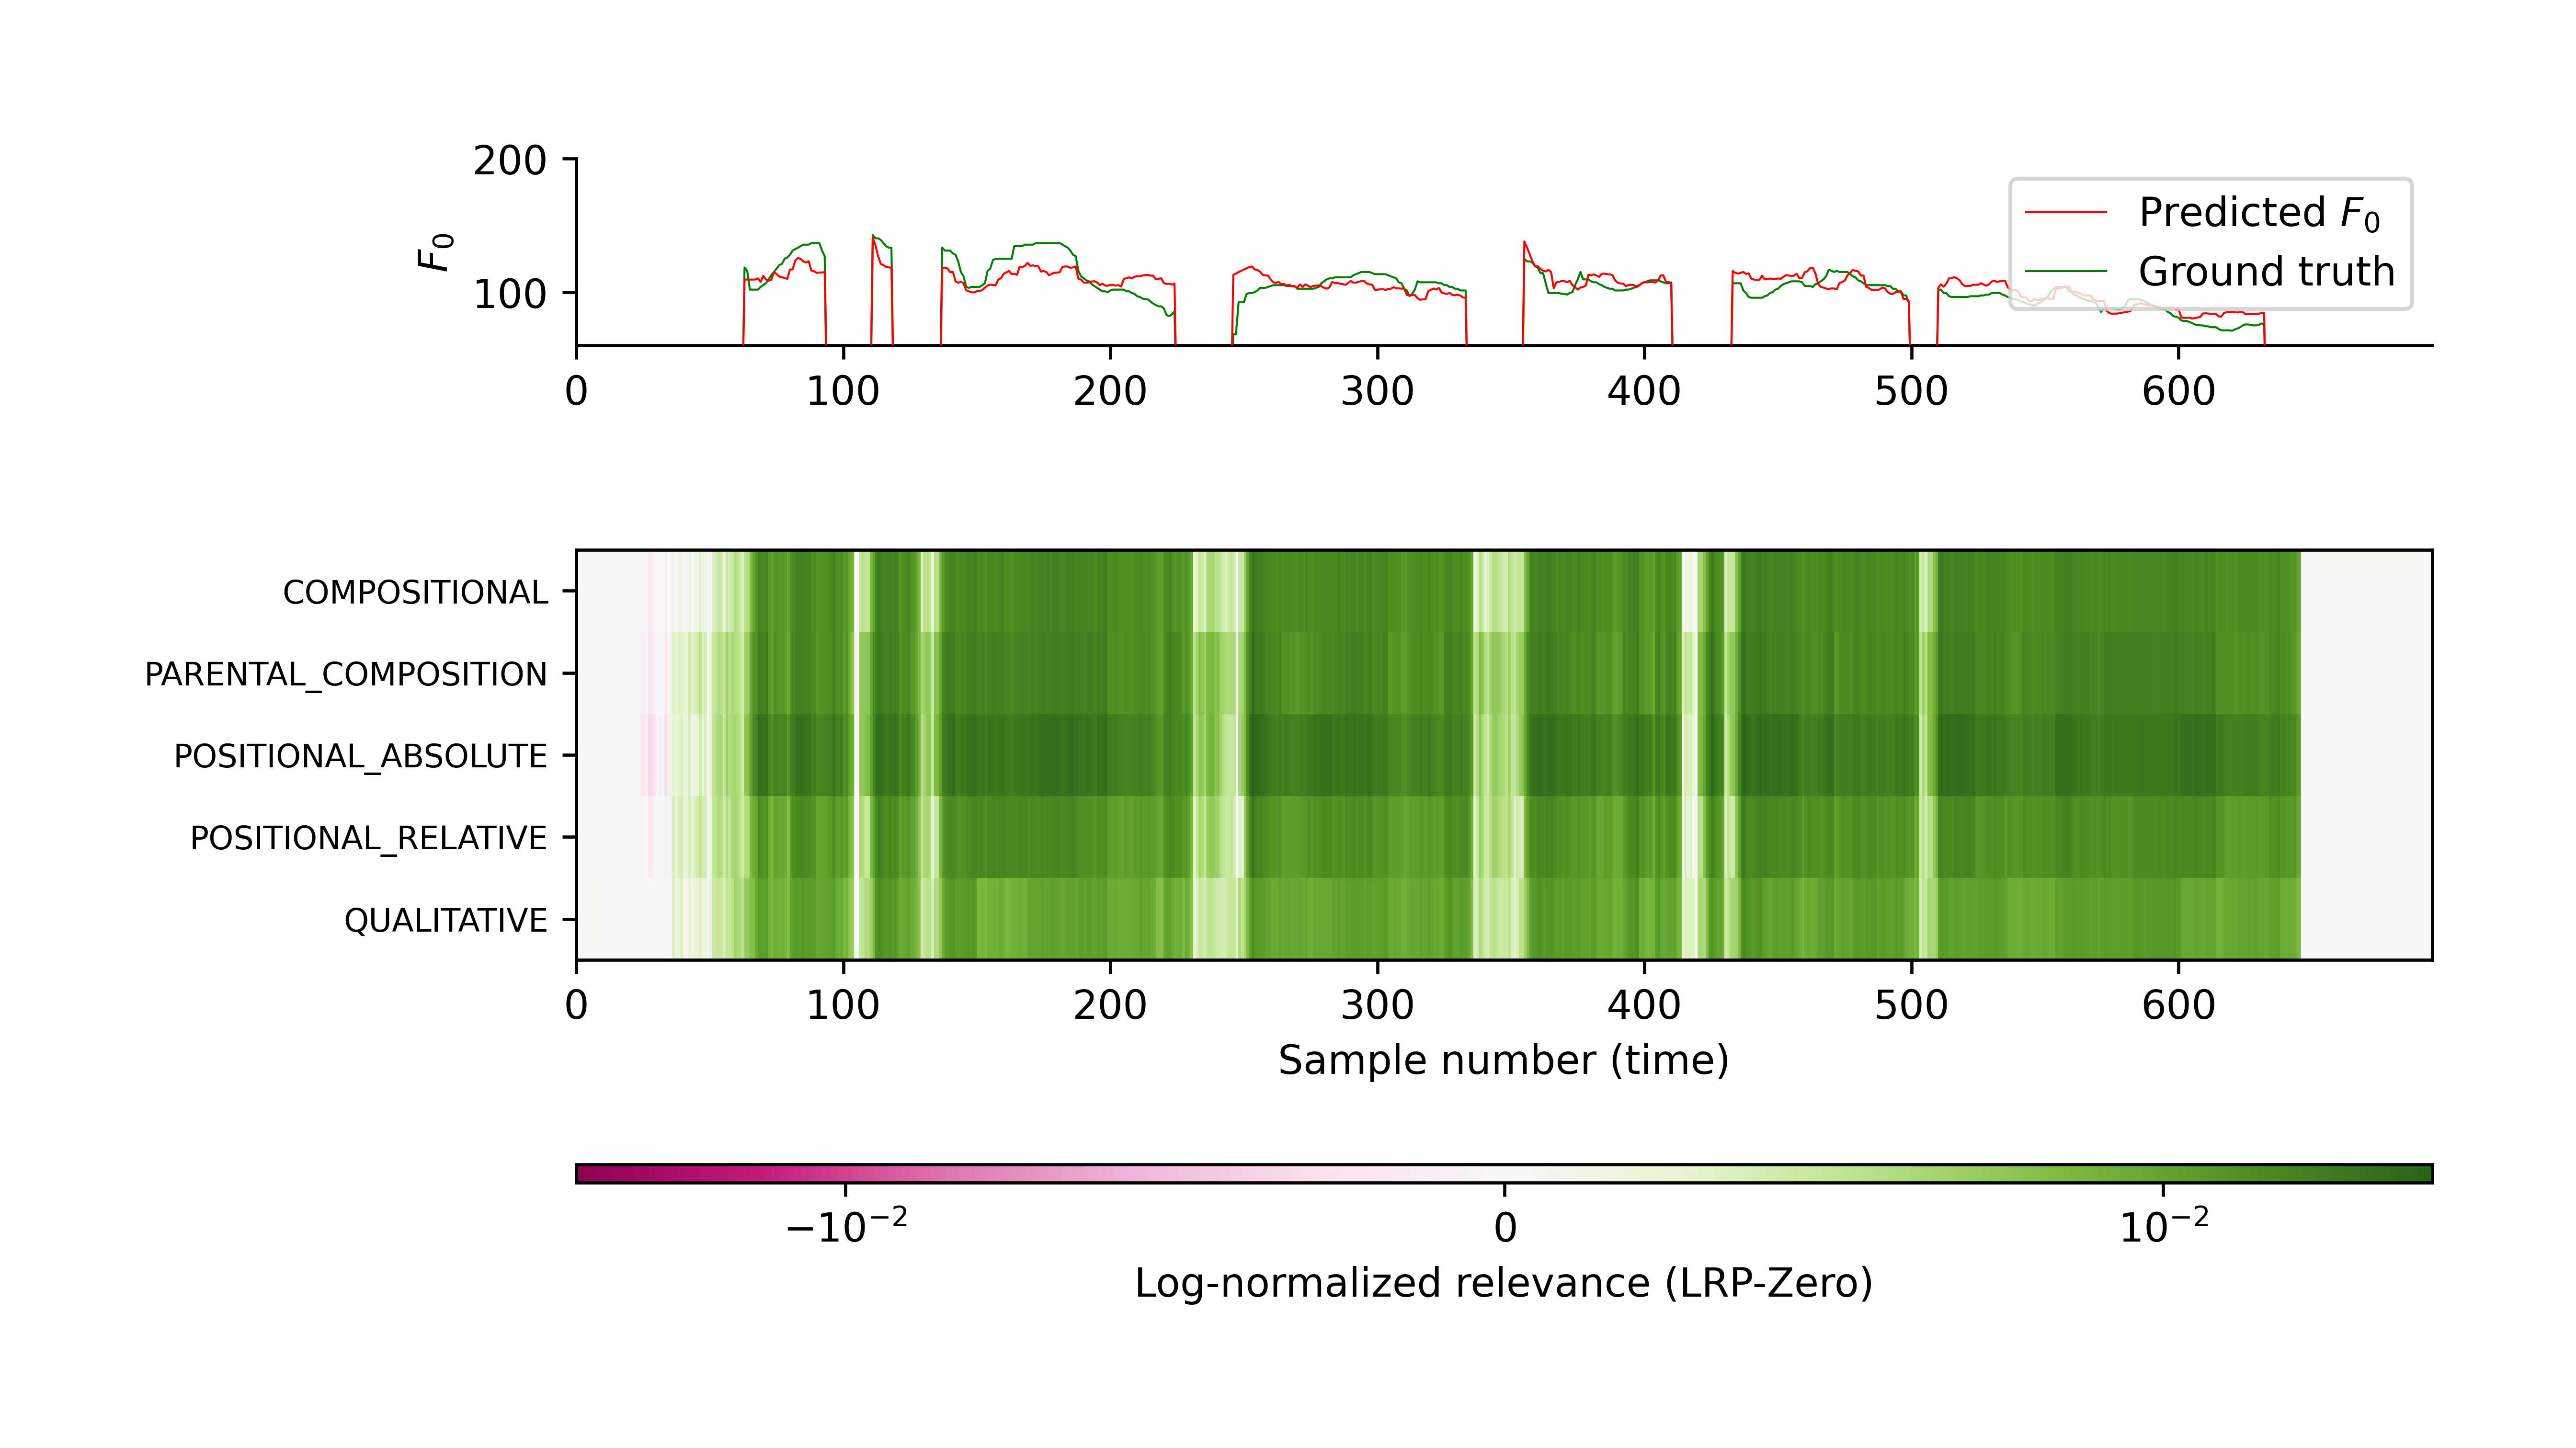 200
100
F₀
Predicted F₀
Ground truth
0 100 200 300 400 500 600
COMPOSITIONAL
PARENTAL_COMPOSITION
POSITIONAL_ABSOLUTE
POSITIONAL_RELATIVE
QUALITATIVE
0 100 200 300 400 500 600
Sample number (time)
−10⁻² 0 10⁻²
Log-normalized relevance (LRP-Zero)